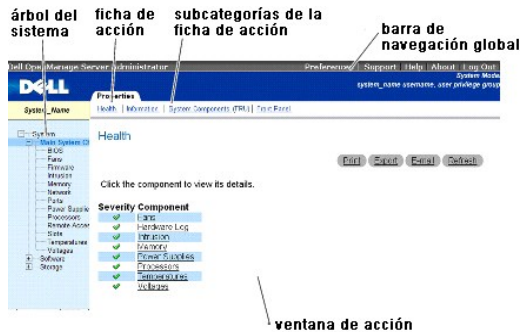 árbol del sistema
ficha de acción
subcategorías de la ficha de acción
barra de navegación global
Dell OpenManage Server Administrator
Preferences | Support | Help | About | Log Out
DELL
System Model
system_name username, user privilege group
Properties
System_Name
Health | Information | System Components (FRU) | Front Panel
System
Main System Ch
BIOS
Fans
Firmware
Intrusion
Memory
Network
Ports
Power Supplie
Processors
Remote Acces
Slots
Temperatures
Voltages
Software
Storage
Health
Print Export E-mail Refresh
Click the component to view its details.
Severity Component
Fans
Hardware Log
Intrusion
Memory
Power Supplies
Processors
Temperatures
Voltages
ventana de acción